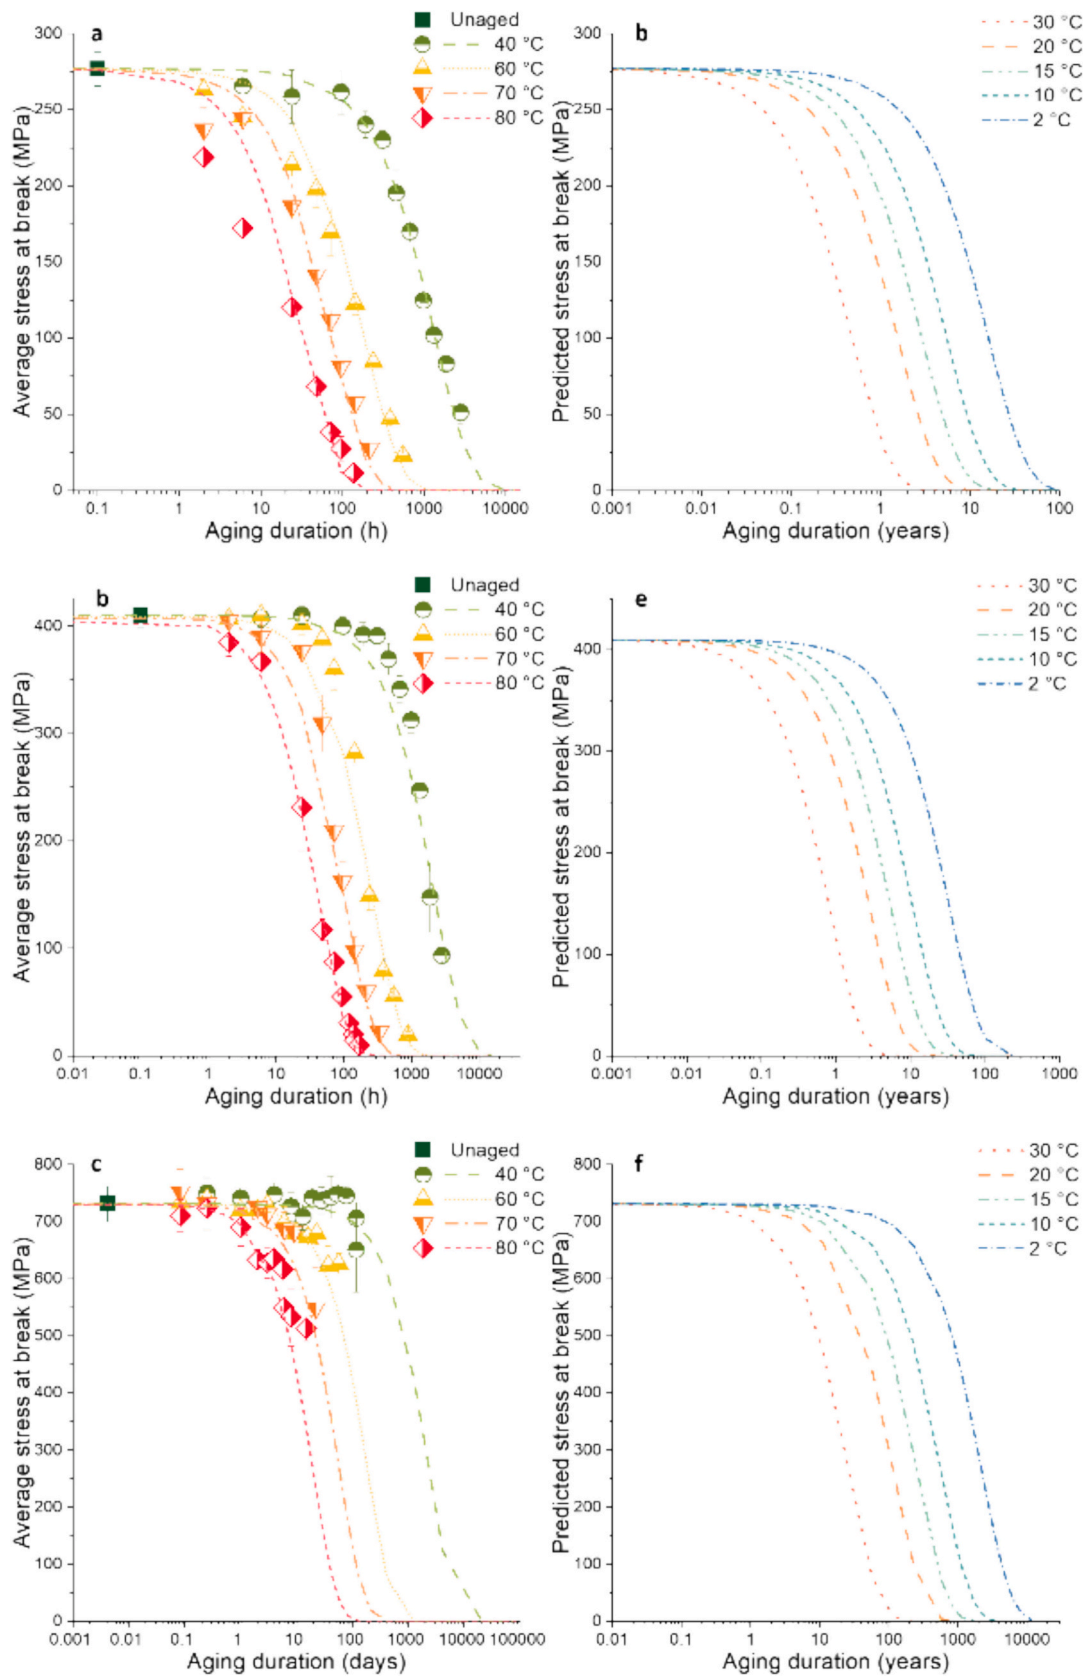 a
Unaged
40 °C
60 °C
70 °C
80 °C
300
250
200
150
100
50
0
0.1
1
10
100
1000
10000
Average stress at break (MPa)
Aging duration (h)
b
30 °C
20 °C
15 °C
10 °C
2 °C
300
250
200
150
100
50
0
0.001
0.01
0.1
1
10
100
Predicted stress at break (MPa)
Aging duration (years)
b
Unaged
40 °C
60 °C
70 °C
80 °C
400
300
200
100
0
0.01
0.1
1
10
100
1000
10000
Average stress at break (MPa)
Aging duration (h)
e
30 °C
20 °C
15 °C
10 °C
2 °C
400
300
200
100
0
0.001
0.01
0.1
1
10
100
1000
Predicted stress at break (MPa)
Aging duration (years)
c
Unaged
40 °C
60 °C
70 °C
80 °C
800
700
600
500
400
300
200
100
0
0.001
0.01
0.1
1
10
100
1000
10000
100000
Average stress at break (MPa)
Aging duration (days)
f
30 °C
20 °C
15 °C
10 °C
2 °C
800
700
600
500
400
300
200
100
0
0.01
0.1
1
10
100
1000
10000
Predicted stress at break (MPa)
Aging duration (years)